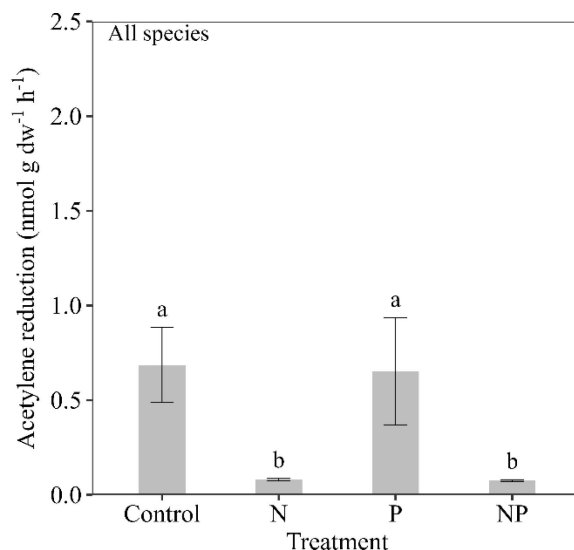 All species
2.5
2.0
1.5
1.0
0.5
0.0
Acetylene reduction (nmol g dw⁻¹ h⁻¹)
a
b
a
b
Control N P NP
Treatment